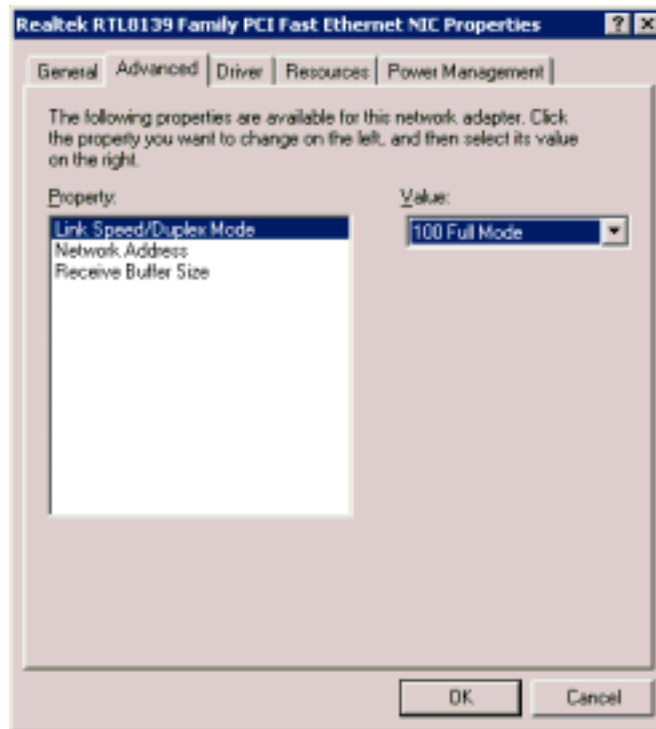 Realtek RTL8139 Family PCI Fast Ethernet NIC Properties
General Advanced Driver Resources Power Management
The following properties are available for this network adapter. Click
the property you want to change on the left, and then select its value
on the right.
Property:
Value:
Link Speed/Duplex Mode
100 Full Mode
Network Address
Receive Buffer Size
OK
Cancel